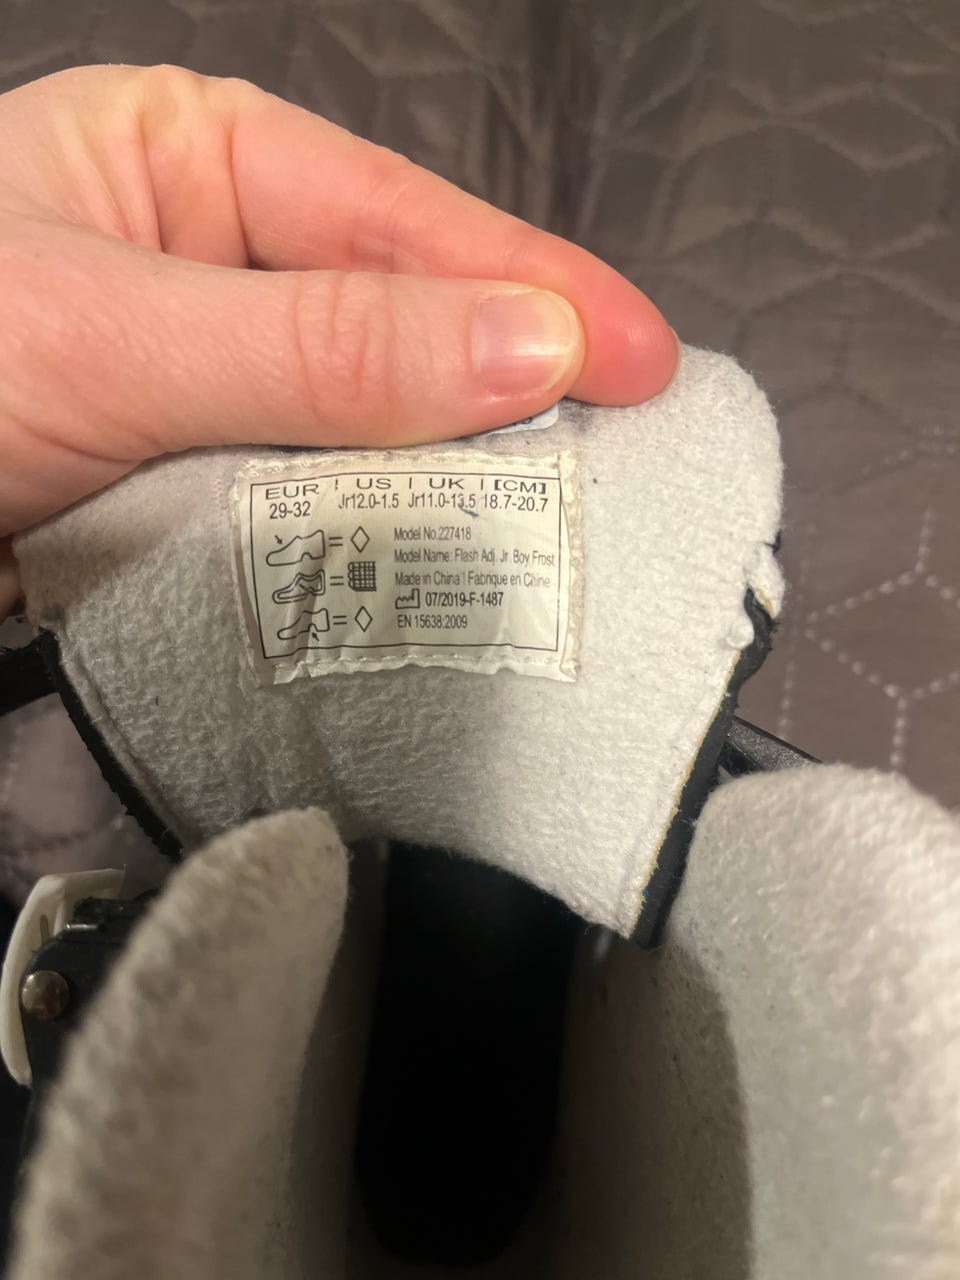 EUR | US | UK | [CM]
29-32 Jr12.0-1.5 Jr11.0-13.5 18.7-20.7
Model No.227418
Model Name: Flash Adj. Jr. Boy Frost
Made in China | Fabrique en Chine
07/2019-F-1487
EN 15638:2009